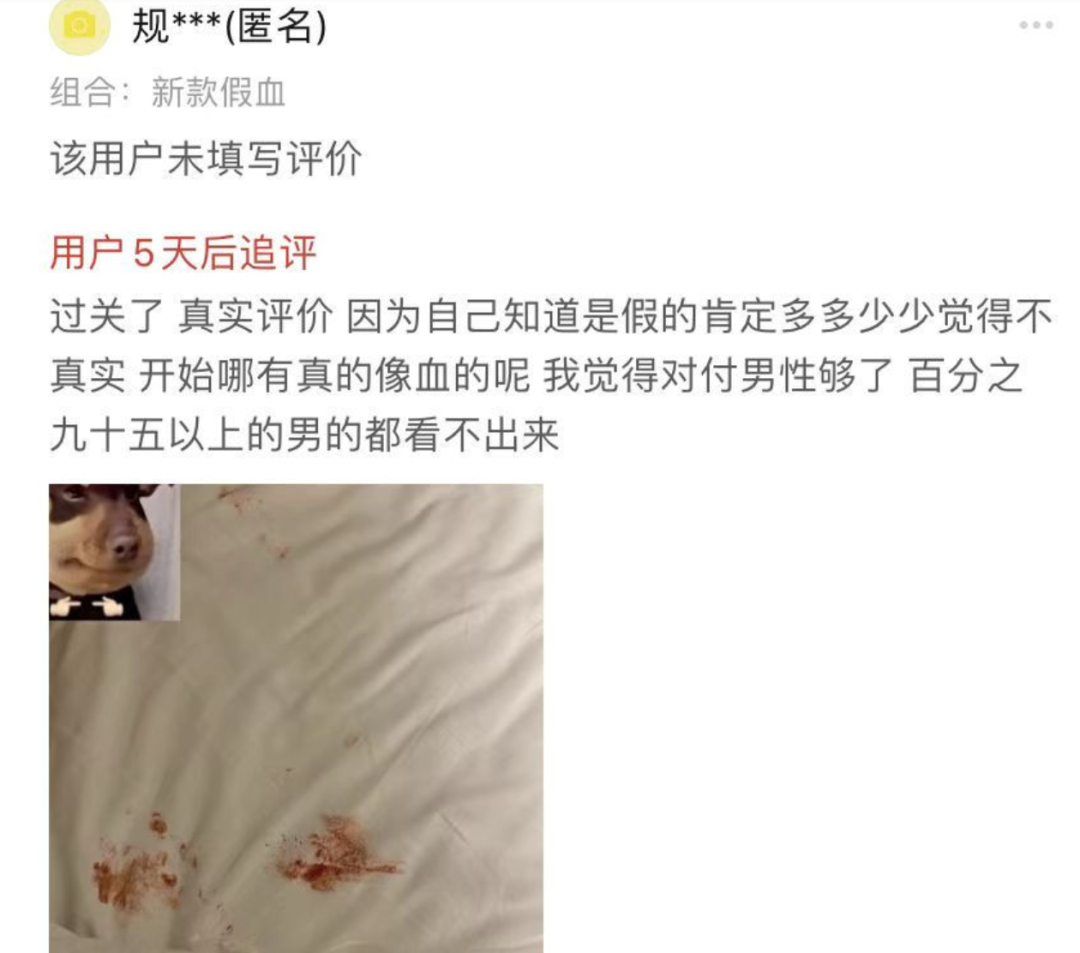 规***(匿名)
组合：新款假血
该用户未填写评价
用户5天后追评
过关了 真实评价 因为自己知道是假的肯定多多少少觉得不
真实 开始哪有真的像血的呢 我觉得对付男性够了 百分之
九十五以上的男的都看不出来